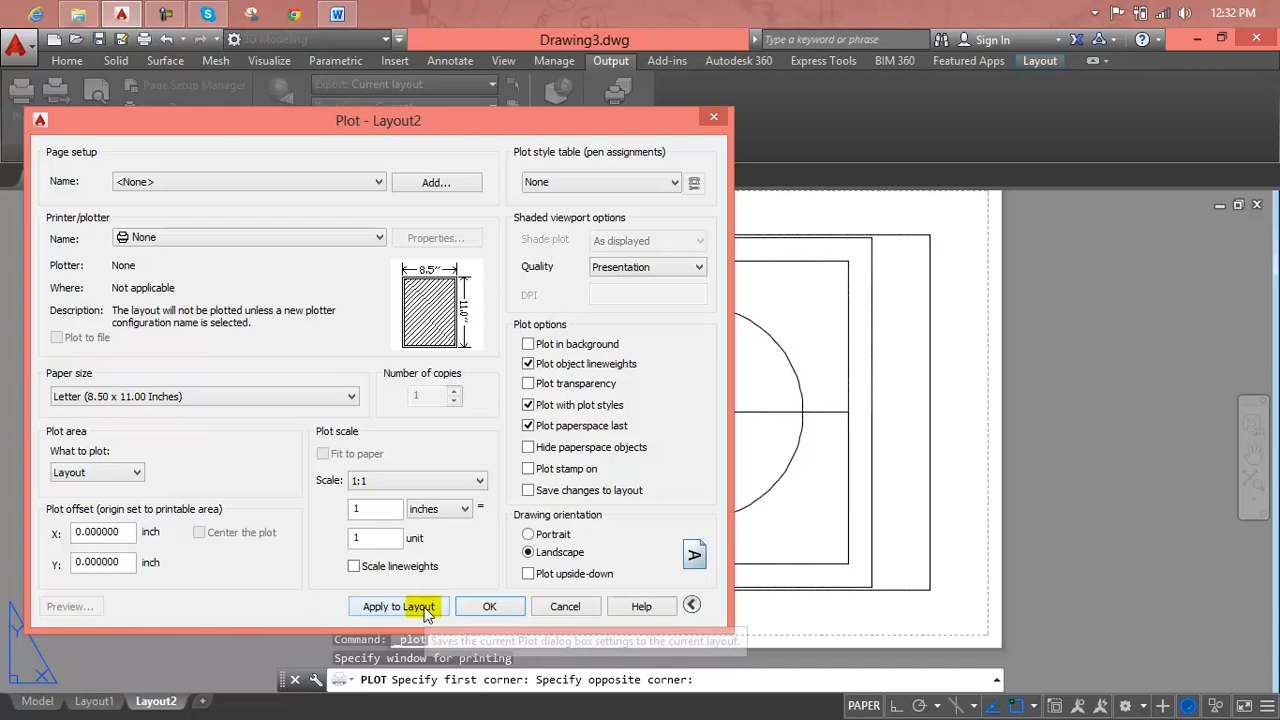 12:32 PM
3D Modeling
Drawing3.dwg
Type a keyword or phrase
Sign In
Home
Solid
Surface
Mesh
Visualize
Parametric
Insert
Annotate
View
Manage
Output
Add-ins
Autodesk 360
Express Tools
BIM 360
Featured Apps
Layout
Page Setup Manager
Export: Current layout
Plot - Layout2
Page setup
Name:
<None>
Add...
Printer/plotter
Name:
None
Properties...
Plotter:
None
Where:
Not applicable
Description:
The layout will not be plotted unless a new plotter
configuration name is selected.
Plot to file
8.5''
11.0''
Paper size
Letter (8.50 x 11.00 Inches)
Number of copies
1
Plot area
What to plot:
Layout
Plot scale
Fit to paper
Scale:
1:1
1
inches
=
1
unit
Scale lineweights
Plot offset (origin set to printable area)
X:
0.000000
inch
Center the plot
Y:
0.000000
inch
Plot style table (pen assignments)
None
Shaded viewport options
Shade plot
As displayed
Quality
Presentation
DPI
Plot options
Plot in background
Plot object lineweights
Plot transparency
Plot with plot styles
Plot paperspace last
Hide paperspace objects
Plot stamp on
Save changes to layout
Drawing orientation
Portrait
Landscape
Plot upside-down
A
Preview...
Apply to Layout
OK
Cancel
Help
Saves the current Plot dialog box settings to the current layout.
Command: _plot
Specify window for printing
PLOT Specify first corner: Specify opposite corner:
Model
Layout1
Layout2
+
PAPER